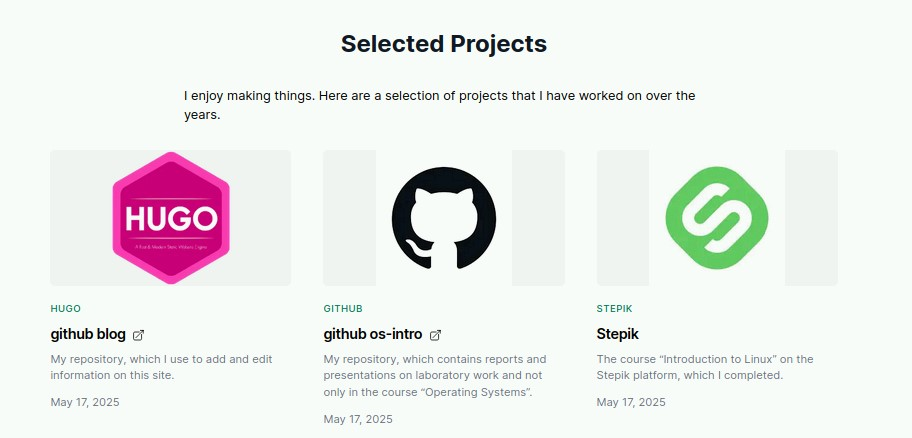 Selected Projects
I enjoy making things. Here are a selection of projects that I have worked on over the
years.
HUGO
A Fast & Modern Static Website Engine
HUGO
github blog
My repository, which I use to add and edit
information on this site.
May 17, 2025
GITHUB
github os-intro
My repository, which contains reports and
presentations on laboratory work and not
only in the course “Operating Systems”.
May 17, 2025
STEPIK
Stepik
The course “Introduction to Linux” on the
Stepik platform, which I completed.
May 17, 2025